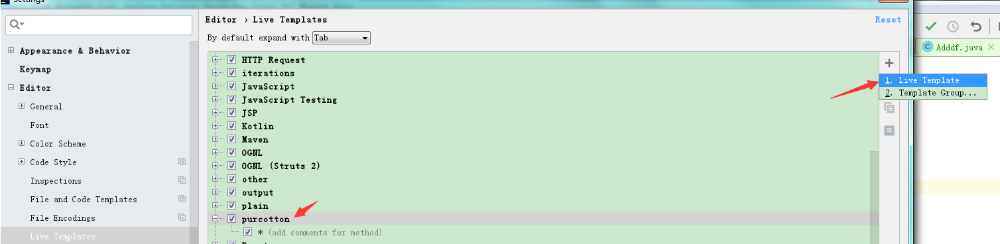 Settings
Editor › Live Templates
Reset
By default expand with Tab
Appearance & Behavior
Keymap
Editor
General
Font
Color Scheme
Code Style
Inspections
File and Code Templates
File Encodings
Live Templates
HTTP Request
iterations
JavaScript
JavaScript Testing
JSP
Kotlin
Maven
OGNL
OGNL (Struts 2)
other
output
plain
purcotton
* (add comments for method)
1. Live Template
2. Template Group...
C Adddf.java